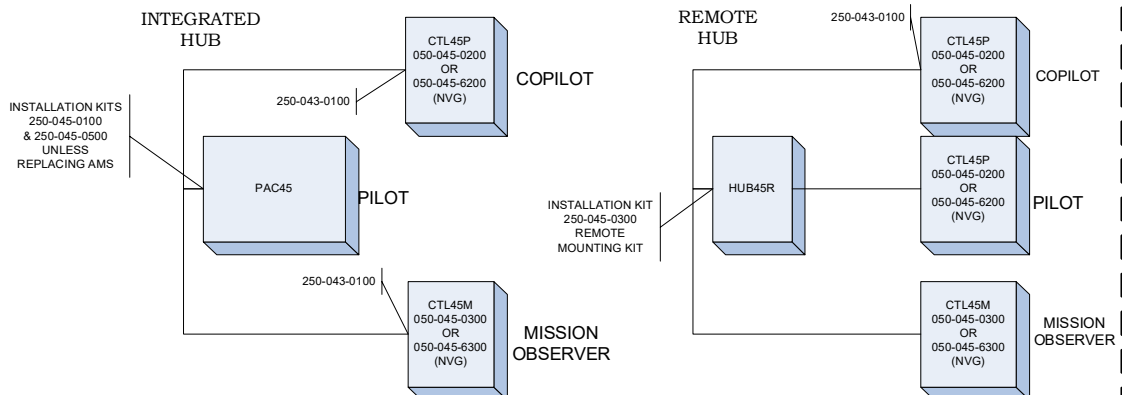 INTEGRATED
HUB
CTL45P
050-045-0200
OR
050-045-6200
(NVG)
COPILOT
250-043-0100
INSTALLATION KITS
250-045-0100
& 250-045-0500
UNLESS
REPLACING AMS
PAC45
PILOT
250-043-0100
CTL45M
050-045-0300
OR
050-045-6300
(NVG)
MISSION
OBSERVER
REMOTE
HUB
250-043-0100
CTL45P
050-045-0200
OR
050-045-6200
(NVG)
COPILOT
HUB45R
CTL45P
050-045-0200
OR
050-045-6200
(NVG)
PILOT
INSTALLATION KIT
250-045-0300
REMOTE
MOUNTING KIT
CTL45M
050-045-0300
OR
050-045-6300
(NVG)
MISSION
OBSERVER